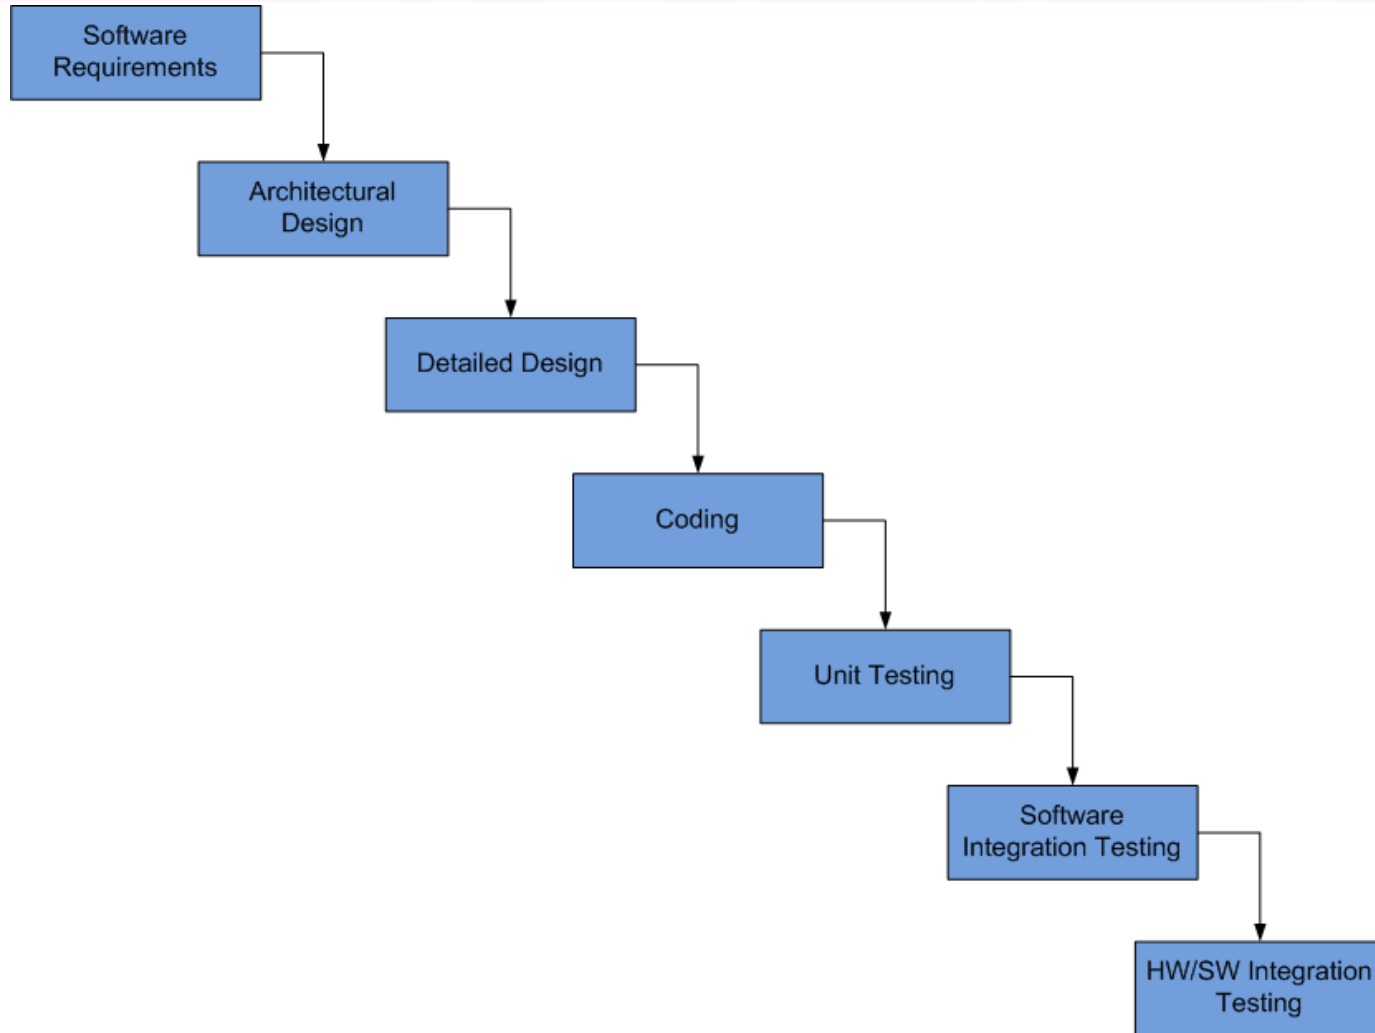 Software
Requirements
Architectural
Design
Detailed Design
Coding
Unit Testing
Software
Integration Testing
HW/SW Integration
Testing